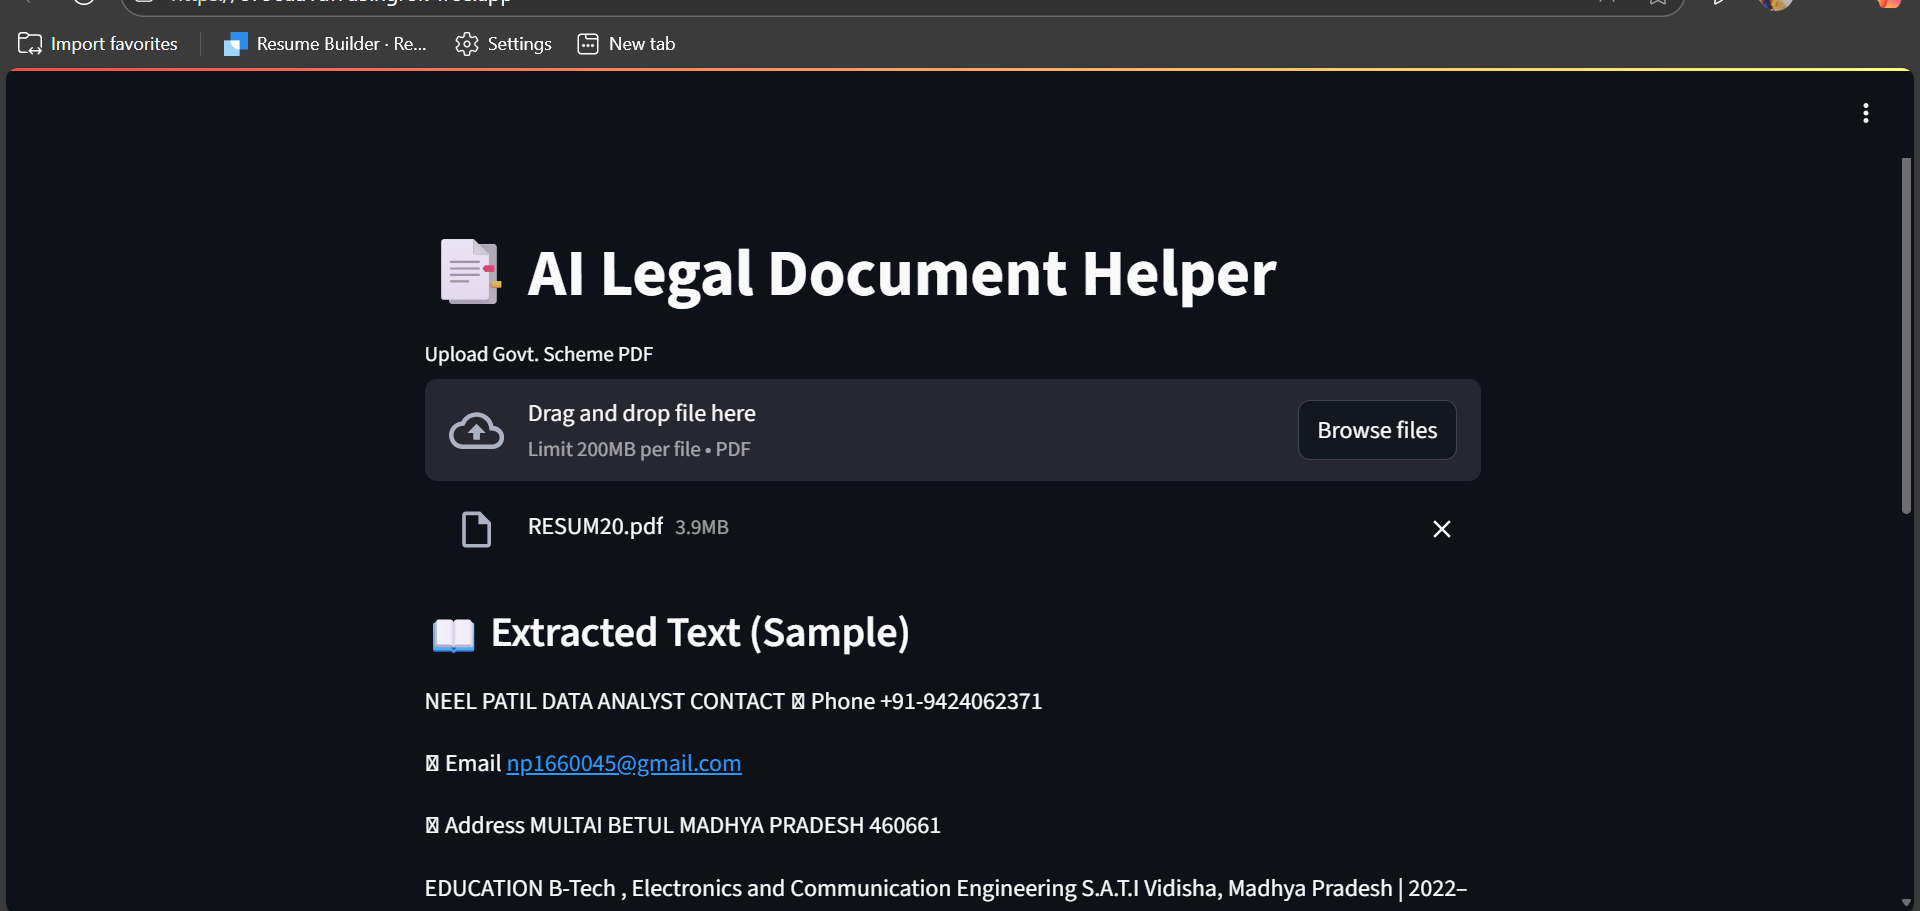 Import favorites
Resume Builder · Re...
Settings
New tab
AI Legal Document Helper
Upload Govt. Scheme PDF
Drag and drop file here
Limit 200MB per file • PDF
Browse files
RESUM20.pdf 3.9MB
Extracted Text (Sample)
NEEL PATIL DATA ANALYST CONTACT Phone +91-9424062371
Email np1660045@gmail.com
Address MULTAI BETUL MADHYA PRADESH 460661
EDUCATION B-Tech , Electronics and Communication Engineering S.A.T.I Vidisha, Madhya Pradesh | 2022–